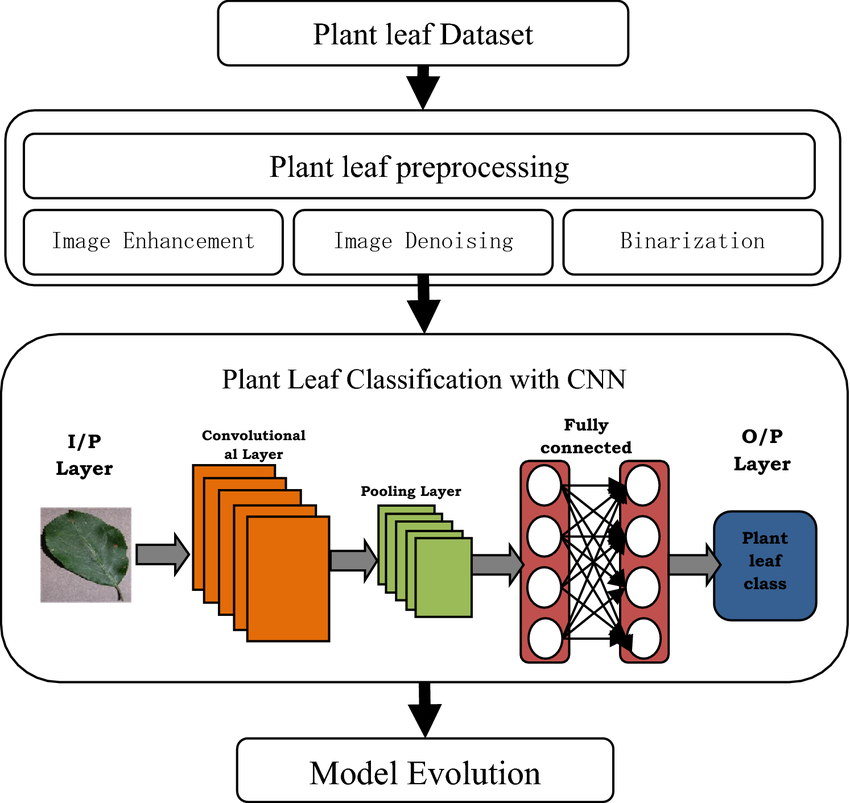 Plant leaf Dataset
Plant leaf preprocessing
Image Enhancement
Image Denoising
Binarization
Plant Leaf Classification with CNN
I/P
Layer
Convolutional
al Layer
Pooling Layer
Fully
connected
O/P
Layer
Plant
leaf
class
Model Evolution